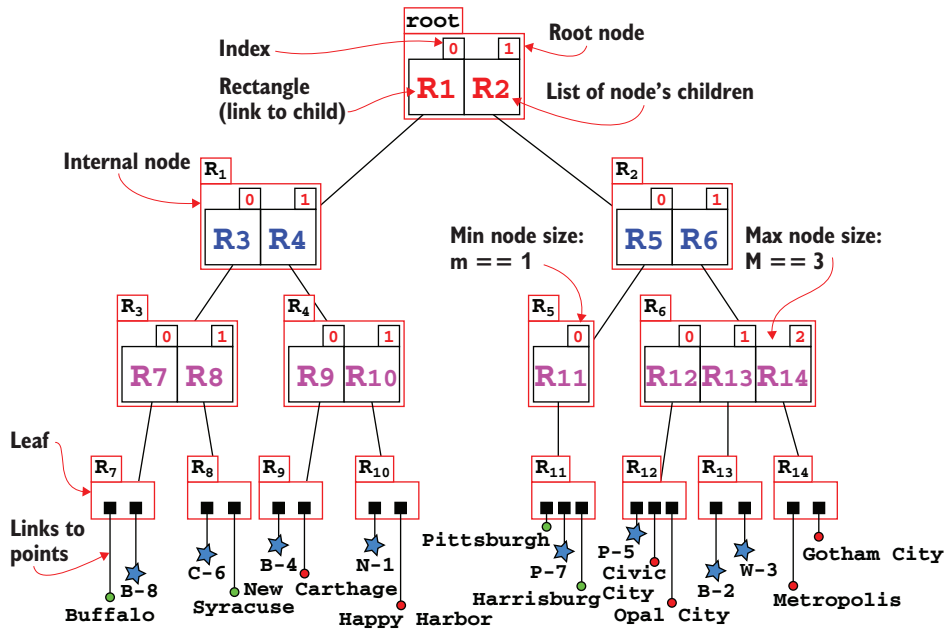 root
Index
0
1
Root node
Rectangle
(link to child)
R1
R2
List of node's children
Internal node
R1
0
1
R3
R4
R2
0
1
R5
R6
Min node size:
m == 1
Max node size:
M == 3
R3
0
1
R7
R8
R4
0
1
R9
R10
R5
0
R11
R6
0
1
2
R12
R13
R14
Leaf
R7
R8
R9
R10
R11
R12
R13
R14
Links to
points
Buffalo
B-8
C-6
New
Syracuse
B-4
Carthage
N-1
Happy Harbor
Pittsburgh
P-7
Harrisburg
P-5
Civic
City
Opal
City
B-2
W-3
Metropolis
Gotham City